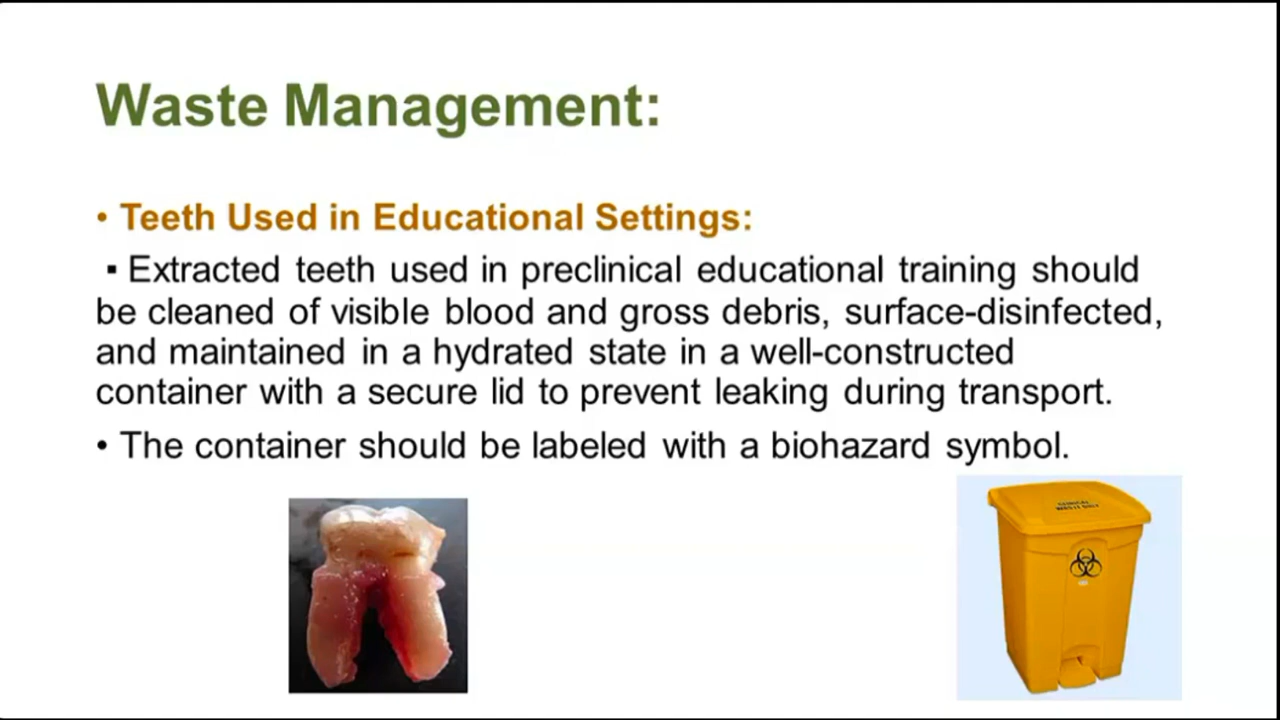 Waste Management:
• Teeth Used in Educational Settings:
▪ Extracted teeth used in preclinical educational training should
be cleaned of visible blood and gross debris, surface-disinfected,
and maintained in a hydrated state in a well-constructed
container with a secure lid to prevent leaking during transport.
• The container should be labeled with a biohazard symbol.